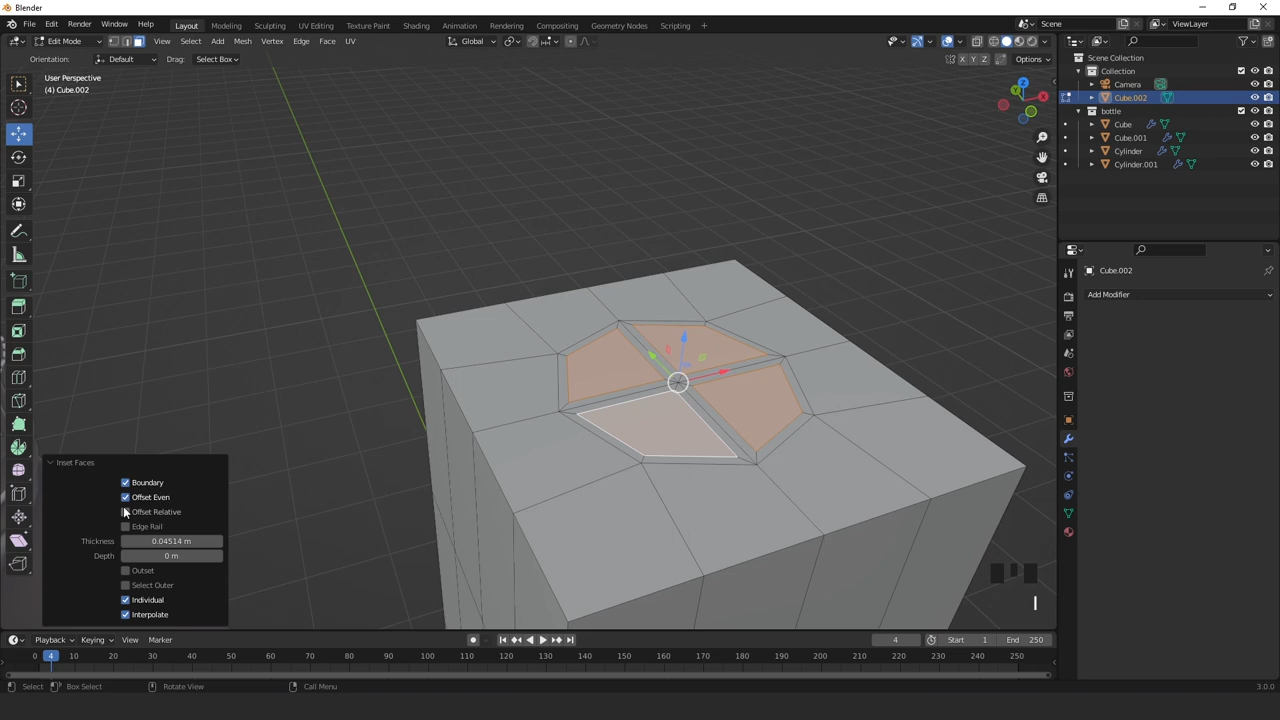 Blender
File Edit Render Window Help Layout Modeling Sculpting UV Editing Texture Paint Shading Animation Rendering Compositing Geometry Nodes Scripting + Scene ViewLayer
Edit Mode View Select Add Mesh Vertex Edge Face UV Global
Orientation: Default Drag: Select Box X Y Z Options
User Perspective
(4) Cube.002
Z
Y
X
Scene Collection
Collection
Camera
Cube.002
bottle
Cube
Cube.001
Cylinder
Cylinder.001
Cube.002
Add Modifier
Inset Faces
Boundary
Offset Even
Offset Relative
Edge Rail
Thickness 0.04514 m
Depth 0 m
Outset
Select Outer
Individual
Interpolate
Playback Keying View Marker 4 Start 1 End 250
0 4 10 20 30 40 50 60 70 80 90 100 110 120 130 140 150 160 170 180 190 200 210 220 230 240 250
Select Box Select Rotate View Call Menu 3.0.0